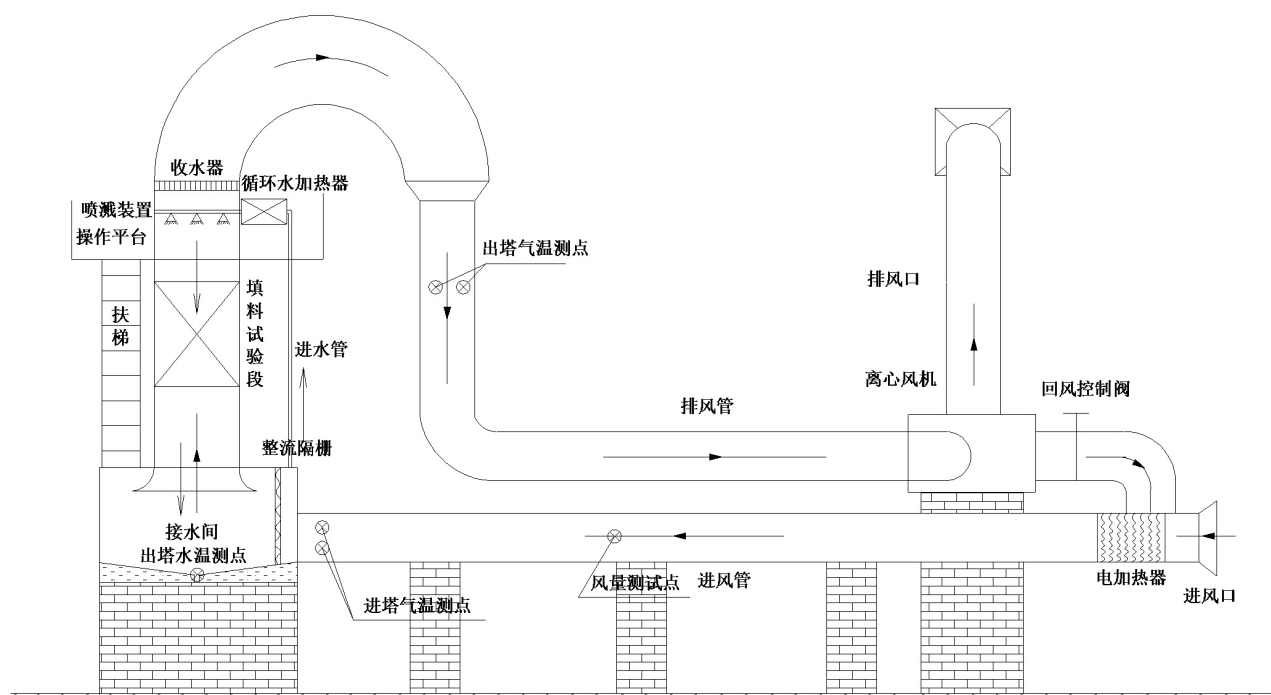 收水器
循环水加热器
喷溅装置
操作平台
出塔气温测点
排风口
填料试验段
扶梯
进水管
离心风机
回风控制阀
排风管
整流隔栅
接水间
出塔水温测点
进塔气温测点
风量测试点
进风管
电加热器
进风口